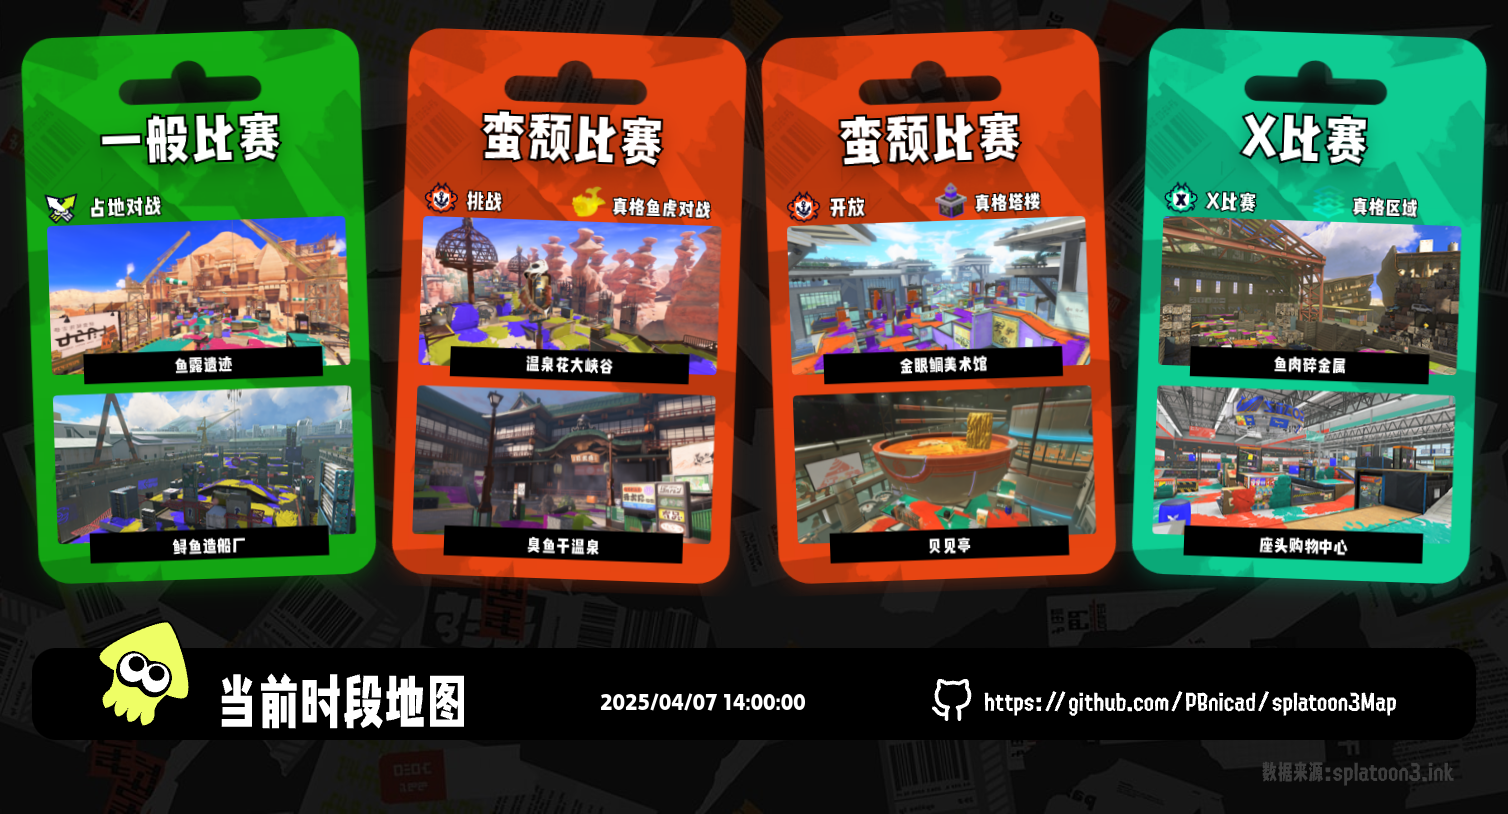 一般比赛
占地对战
鱼露遗迹
鲟鱼造船厂
蛮颓比赛
挑战
真格鱼虎对战
温泉花大峡谷
臭鱼干温泉
蛮颓比赛
开放
真格塔楼
金眼鲷美术馆
贝见亭
X比赛
X比赛
真格区域
鱼肉碎金属
座头购物中心
当前时段地图
2025/04/07 14:00:00
https://github.com/PBnicad/splatoon3Map
数据来源:splatoon3.ink